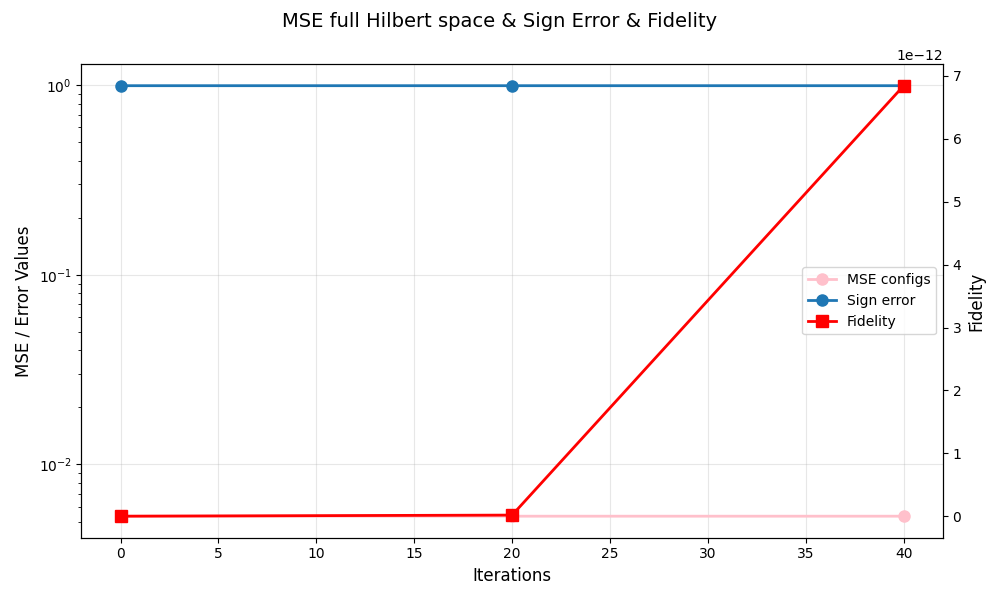 MSE full Hilbert space & Sign Error & Fidelity
1e−12
10⁰
10⁻¹
10⁻²
MSE / Error Values
7
6
5
4
3
2
1
0
Fidelity
MSE configs
Sign error
Fidelity
0 5 10 15 20 25 30 35 40
Iterations